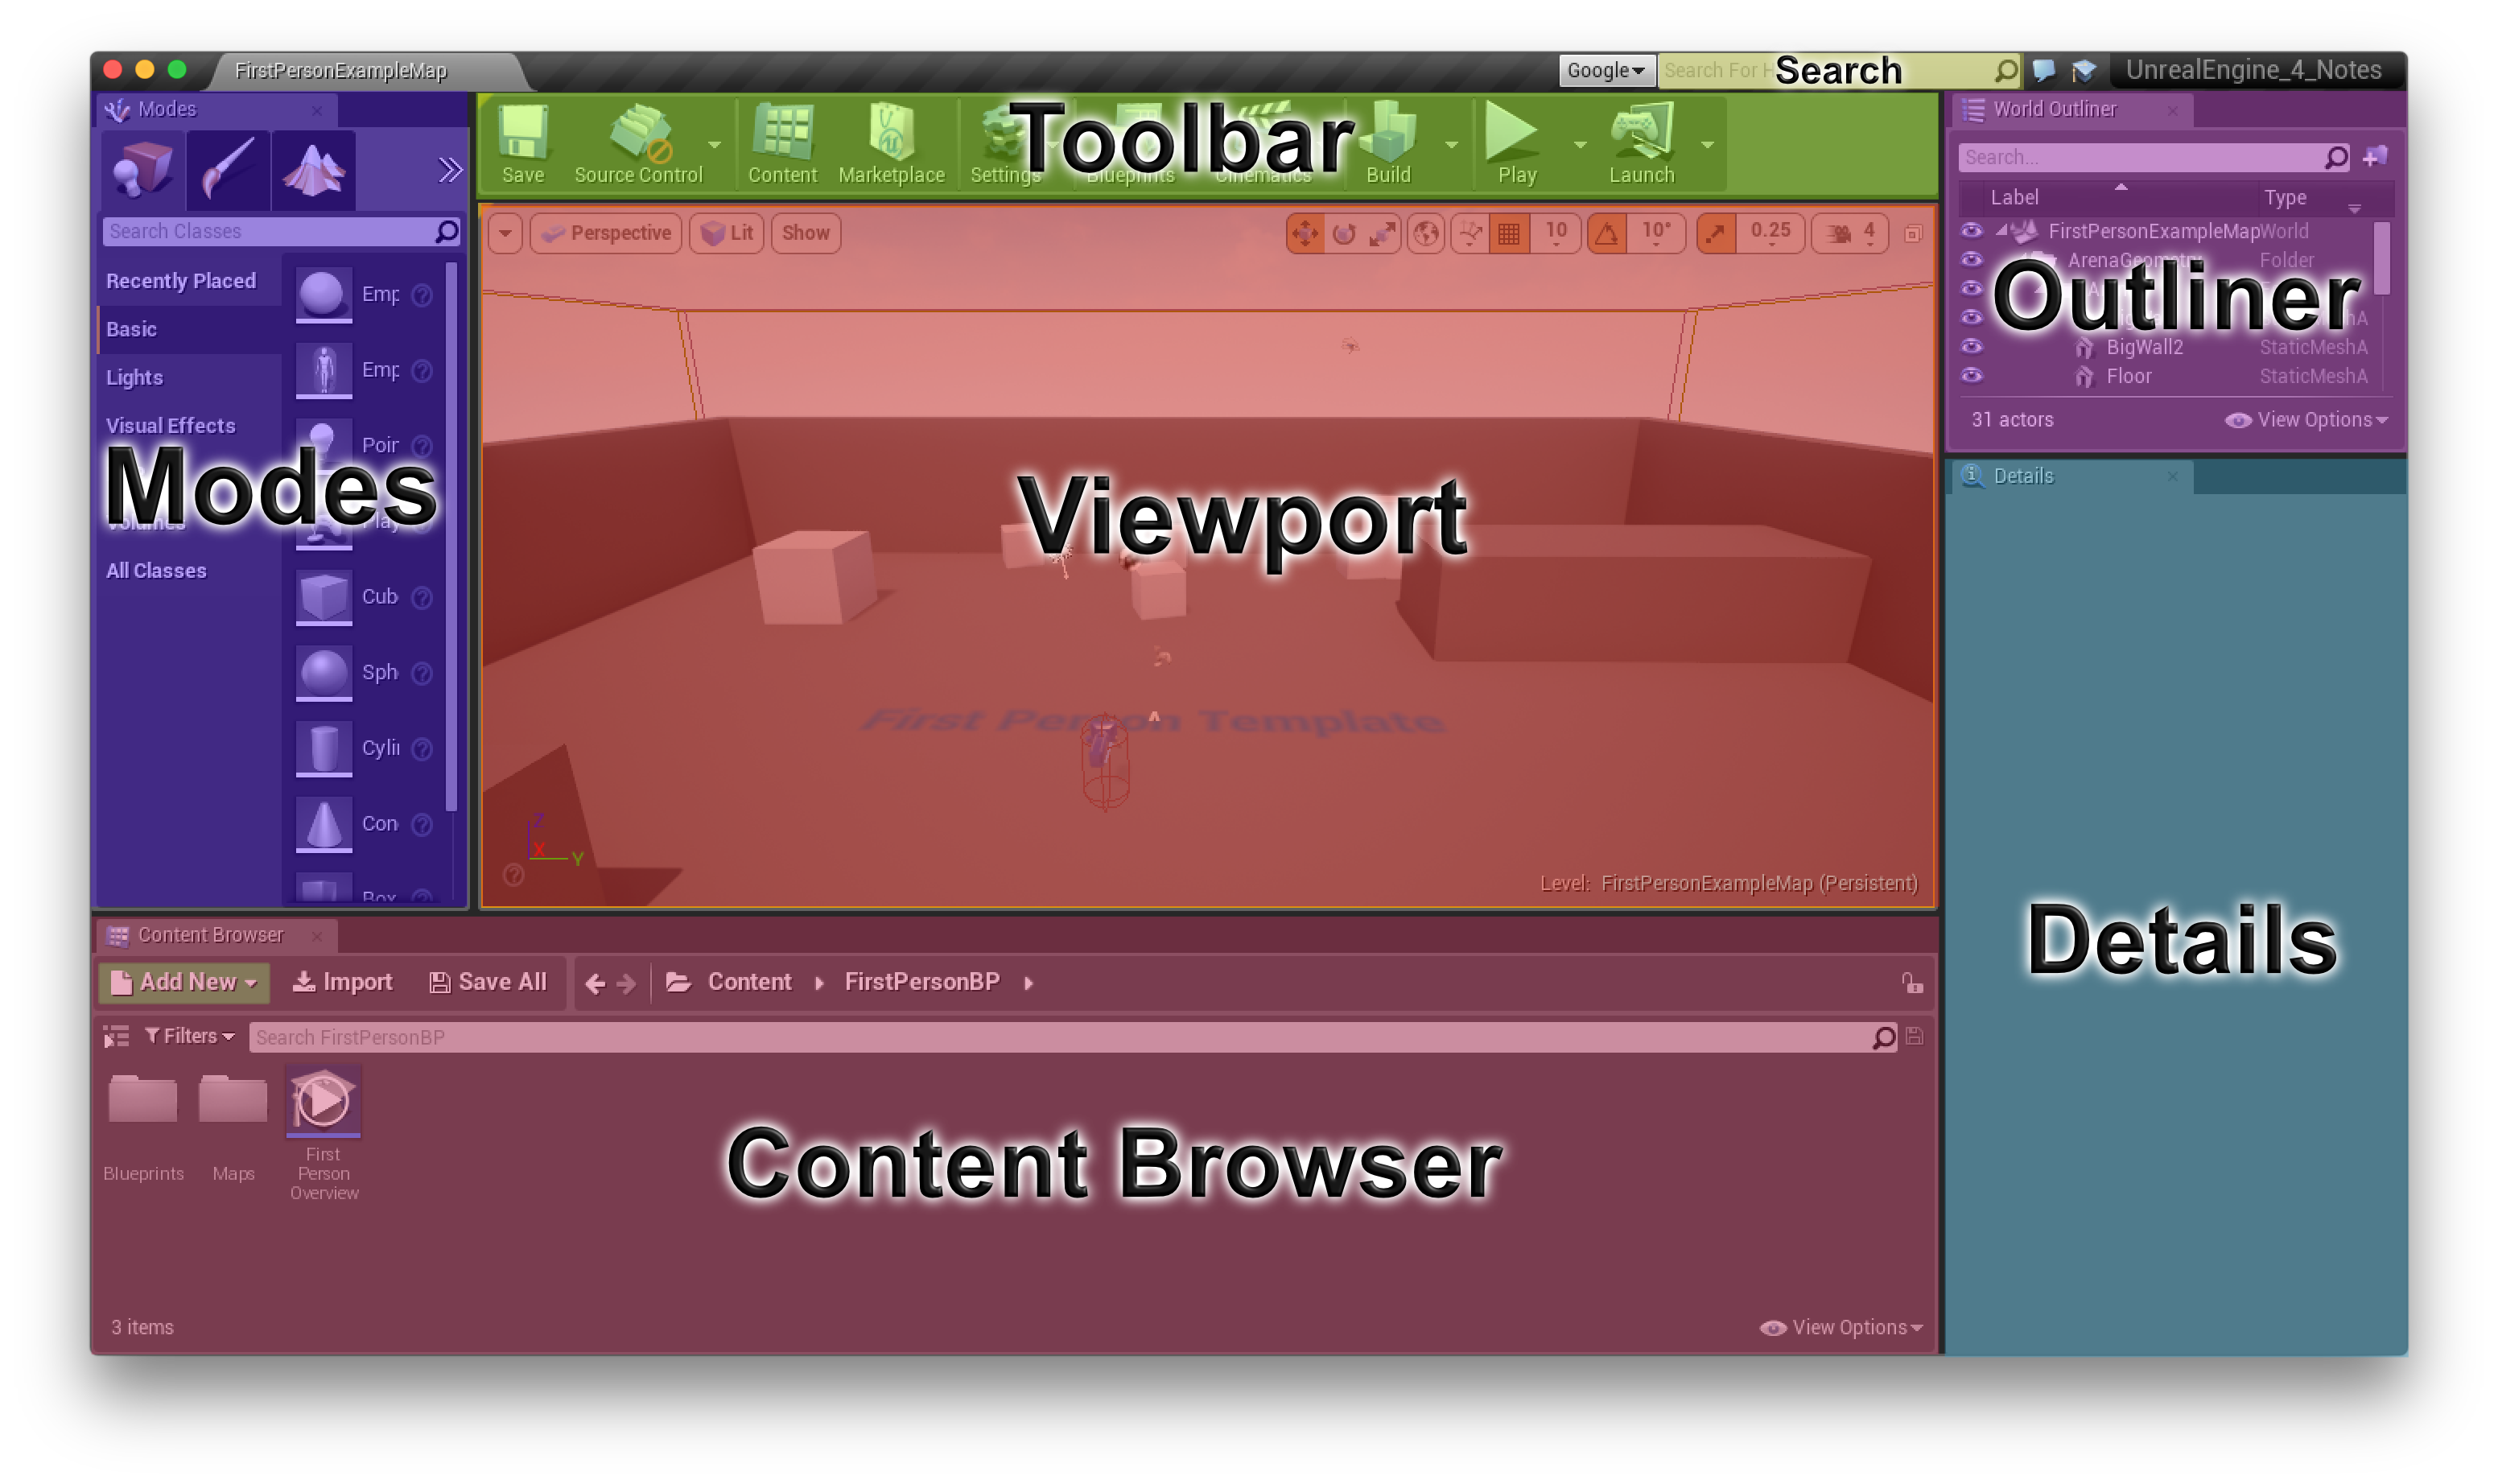 FirstPersonExampleMap
Google
Search For H
Search
UnrealEngine_4_Notes
Modes
Search Classes
Recently Placed
Basic
Lights
Visual Effects
Volumes
All Classes
Emp
Emp
Poin
Play
Cub
Sph
Cylin
Con
Box
Modes
Toolbar
Save
Source Control
Content
Marketplace
Settings
Blueprints
Cinematics
Build
Play
Launch
Perspective
Lit
Show
10
10°
0.25
4
Viewport
First Person Template
Z
X
Y
Level: FirstPersonExampleMap (Persistent)
World Outliner
Search...
Label
Type
FirstPersonExampleMap World
ArenaGeometry Folder
Outliner
BigWall2 StaticMeshA
Floor StaticMeshA
31 actors
View Options
Details
Details
Content Browser
Add New
Import
Save All
Content
FirstPersonBP
Filters
Search FirstPersonBP
Blueprints
Maps
First
Person
Overview
Content Browser
3 items
View Options